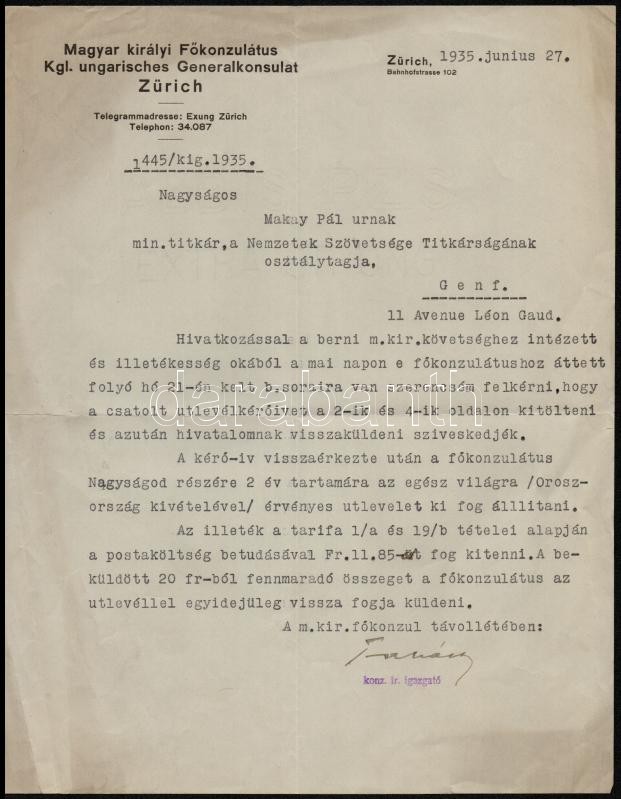 Magyar királyi Főkonzulátus
Kgl. ungarisches Generalkonsulat
Zürich
Telegrammadresse: Exung Zürich
Telephon: 34.087
Zürich, 1935.junius 27.
Bahnhofstrasse 102
1445/kig.1935.
Nagyságos
Makay Pál urnak
min.titkár,a Nemzetek Szövetsége Titkárságának
osztálytagja,
G e n f.
11 Avenue Léon Gaud.
Hivatkozással a berni m.kir.követséghez intézett
és illetékesség okából a mai napon e főkonzulátushoz áttett
folyó hó 21-én kelt b.soraira van szerencsém felkérni,hogy
a csatolt utlevélkérőivet a 2-ik és 4-ik oldalon kitölteni
és azután hivatalomnak visszaküldeni sziveskedjék.
A kérő-iv visszaérkezte után a főkonzulátus
Nagyságod részére 2 év tartamára az egész világra /Orosz-
ország kivételével/ érvényes utlevelet ki fog álllitani.
Az illeték a tarifa 1/a és 19/b tételei alapján
a postaköltség betudásával Fr.11.85-öt fog kitenni.A be-
küldött 20 fr-ból fennmaradó összeget a főkonzulátus az
utlevéllel egyidejüleg vissza fogja küldeni.
A m.kir.főkonzul távollétében:
konz. ir. igazgató
darabanth